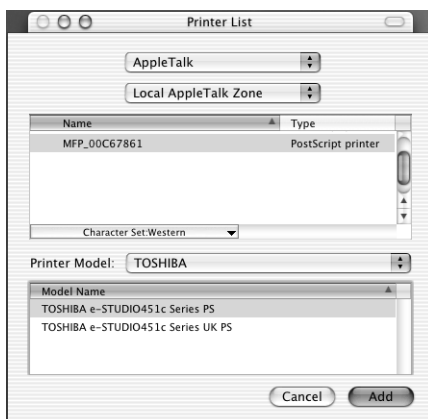 Printer List
AppleTalk
Local AppleTalk Zone
Name Type
MFP_00C67861 PostScript printer
Character Set:Western
Printer Model: TOSHIBA
Model Name
TOSHIBA e-STUDIO451c Series PS
TOSHIBA e-STUDIO451c Series UK PS
Cancel Add